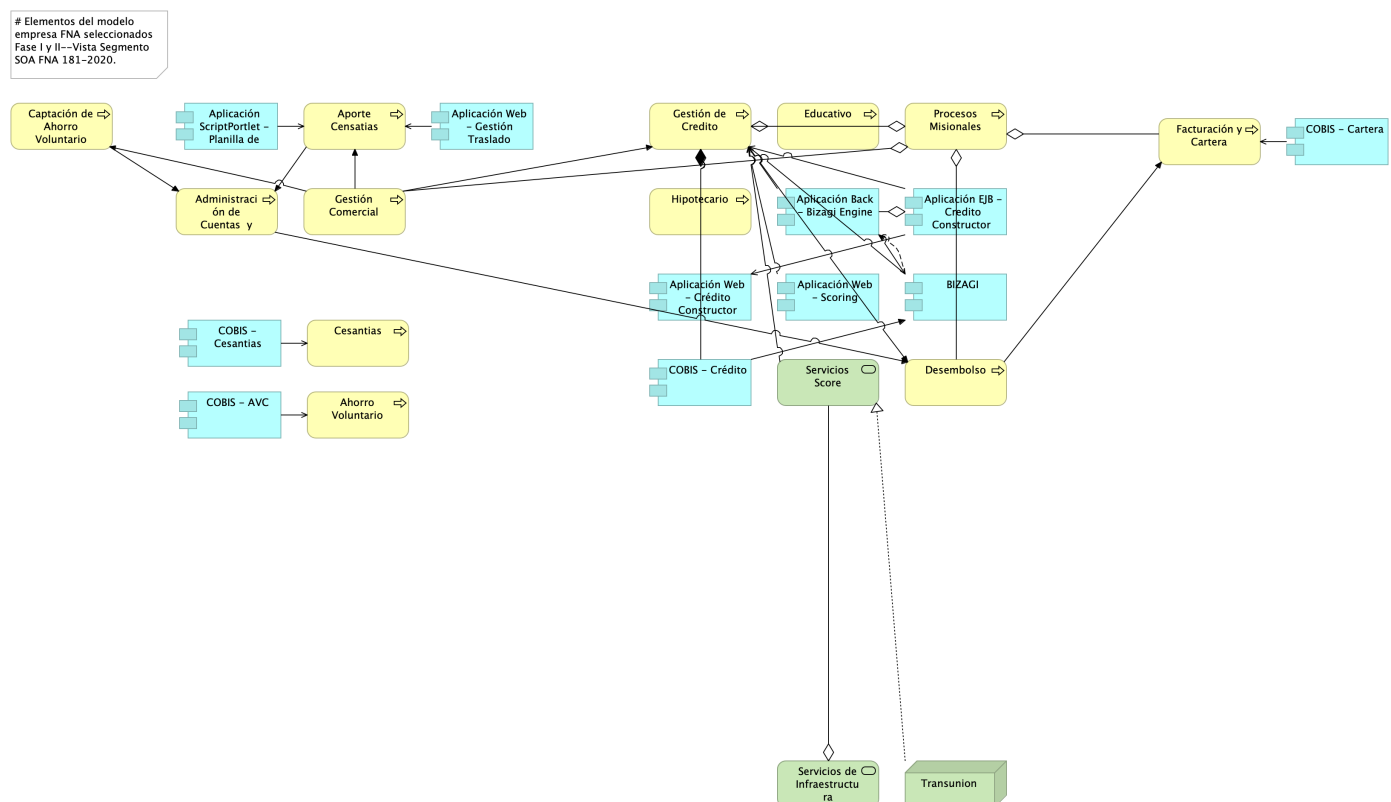 # Elementos del modelo
empresa FNA seleccionados
Fase I y II--Vista Segmento
SOA FNA 181-2020.
Captación de
Ahorro
Voluntario
Aplicación
ScriptPortlet -
Planilla de
Aporte
Censatias
Aplicación Web
- Gestión
Traslado
Gestión de
Credito
Educativo
Procesos
Misionales
Facturación y
Cartera
COBIS - Cartera
Administraci
ón de
Cuentas y
Gestión
Comercial
Hipotecario
Aplicación Back
- Bizagi Engine
Aplicación EJB -
Credito
Constructor
Aplicación Web
- Crédito
Constructor
Aplicación Web
- Scoring
BIZAGI
COBIS -
Cesantias
Cesantias
COBIS - Crédito
Servicios
Score
Desembolso
COBIS - AVC
Ahorro
Voluntario
Servicios de
Infraestructu
ra
Transunion